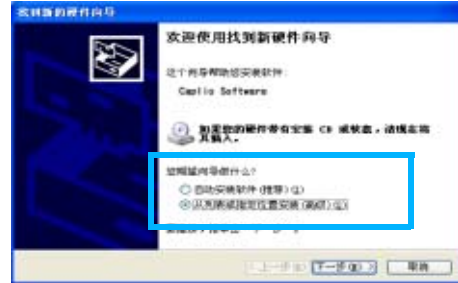 找到新的硬件向导
欢迎使用找到新硬件向导
这个向导帮助您安装软件:
Caplio Software
如果您的硬件带有安装 CD 或软盘，请现在将
其插入。
您期望向导做什么?
自动安装软件(推荐)(I)
从列表或指定位置安装(高级)(S)
下一步(N) >
取消